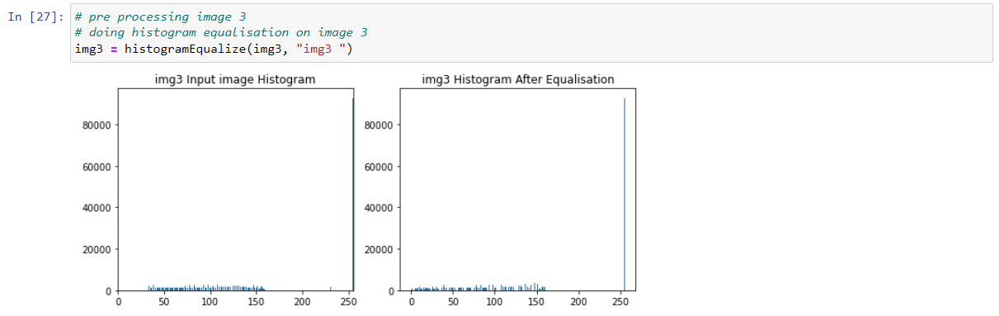 In [27]: # pre processing image 3
# doing histogram equalisation on image 3
img3 = histogramEqualize(img3, "img3 ")
img3 Input image Histogram
80000
60000
40000
20000
0
0 50 100 150 200 250
img3 Histogram After Equalisation
80000
60000
40000
20000
0
0 50 100 150 200 250